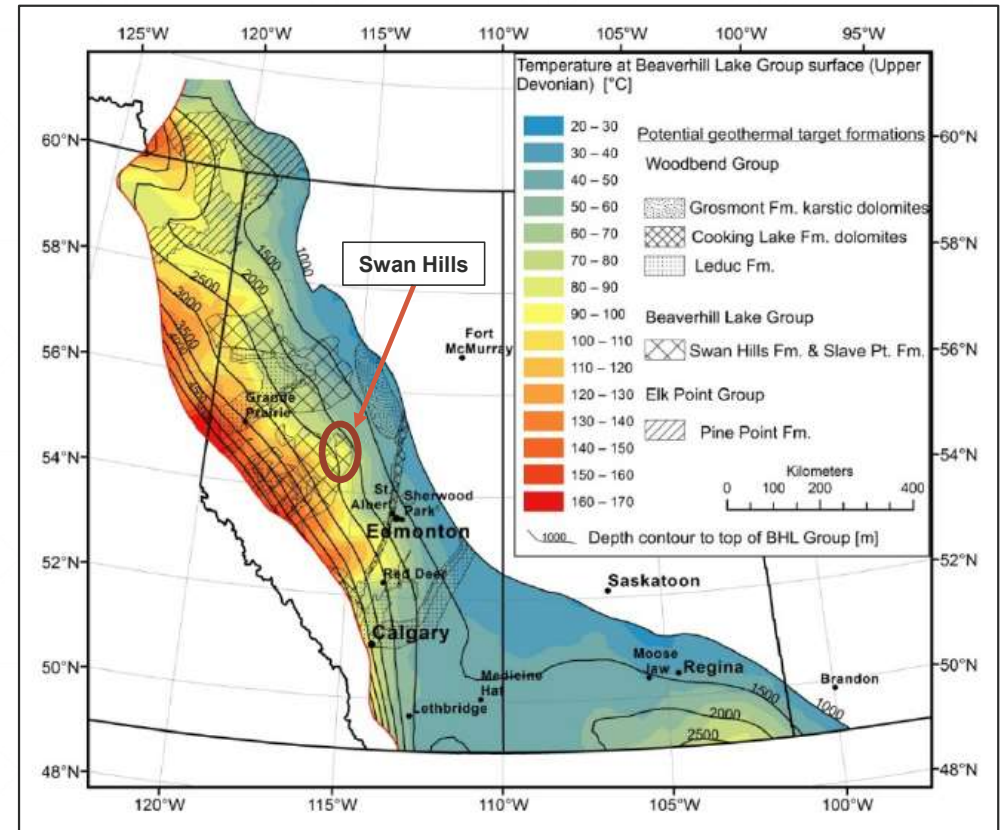 125°W 120°W 115°W 110°W 105°W 100°W 95°W
Temperature at Beaverhill Lake Group surface (Upper
Devonian) [°C]
20 – 30
30 – 40
40 – 50
50 – 60
60 – 70
70 – 80
80 – 90
90 – 100
100 – 110
110 – 120
120 – 130
130 – 140
140 – 150
150 – 160
160 – 170
Potential geothermal target formations
Woodbend Group
Grosmont Fm. karstic dolomites
Cooking Lake Fm. dolomites
Leduc Fm.
Beaverhill Lake Group
Swan Hills Fm. & Slave Pt. Fm.
Elk Point Group
Pine Point Fm.
Kilometers
0 100 200 400
1000 Depth contour to top of BHL Group [m]
60°N
60°N
58°N
58°N
56°N
56°N
54°N
54°N
52°N
52°N
50°N
50°N
48°N
48°N
Swan Hills
1500
1000
2000
2500
3000
3500
Fort
McMurray
Grande
Prairie
St.
Albert
Sherwood
Park
Edmonton
Red Deer
Calgary
Medicine
Hat
Lethbridge
Saskatoon
Moose
Jaw
Regina
Brandon
1500
1000
2000
2500
120°W 115°W 110°W 105°W 100°W